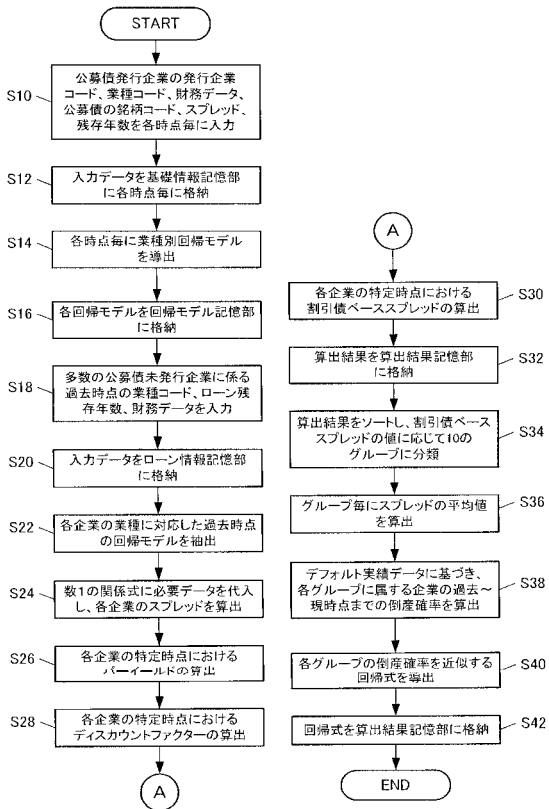 START
S10
公募債発行企業の発行企業
コード、業種コード、財務データ、
公募債の銘柄コード、スプレッド、
残存年数を各時点毎に入力
S12
入力データを基礎情報記憶部
に各時点毎に格納
S14
各時点毎に業種別回帰モデル
を導出
S16
各回帰モデルを回帰モデル記憶部
に格納
S18
多数の公募債未発行企業に係る
過去時点の業種コード、ローン残
存年数、財務データを入力
S20
入力データをローン情報記憶部
に格納
S22
各企業の業種に対応した過去時点
の回帰モデルを抽出
S24
数1の関係式に必要データを代入
し、各企業のスプレッドを算出
S26
各企業の特定時点における
パーイールドの算出
S28
各企業の特定時点における
ディスカウントファクターの算出
A
A
各企業の特定時点における
割引債ベーススプレッドの算出
S30
算出結果を算出結果記憶部
に格納
S32
算出結果をソートし、割引債ベース
スプレッドの値に応じて10の
グループに分類
S34
グループ毎にスプレッドの平均値
を算出
S36
デフォルト実績データに基づき、
各グループに属する企業の過去～
現時点までの倒産確率を算出
S38
各グループの倒産確率を近似する
回帰式を導出
S40
回帰式を算出結果記憶部に格納
S42
END